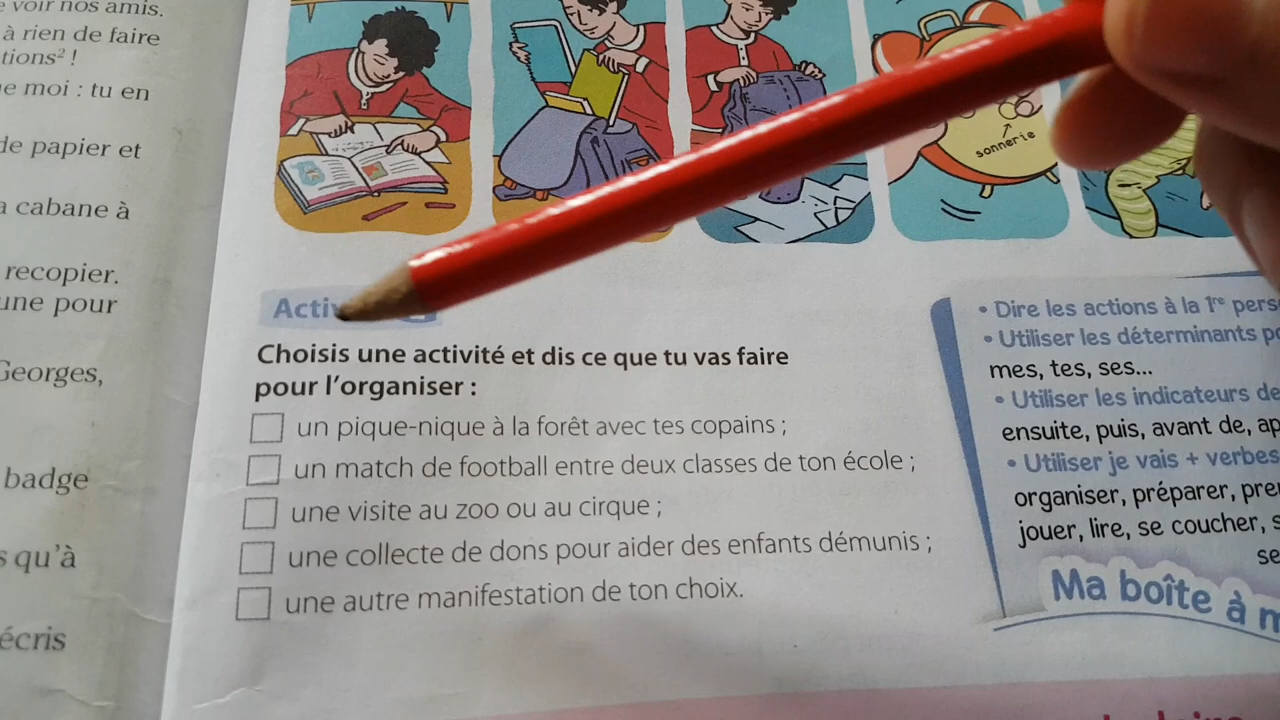 voir nos amis.
à rien de faire
tions² !
moi : tu en
de papier et
cabane à
recopier.
une pour
Georges,
badge
qu'à
écris
sonnerie
Activ
Choisis une activité et dis ce que tu vas faire
pour l'organiser :
un pique-nique à la forêt avec tes copains ;
un match de football entre deux classes de ton école ;
une visite au zoo ou au cirque ;
une collecte de dons pour aider des enfants démunis ;
une autre manifestation de ton choix.
• Dire les actions à la 1re pers
• Utiliser les déterminants
mes, tes, ses...
• Utiliser les indicateurs de
ensuite, puis, avant de, ap
• Utiliser je vais + verbes
organiser, préparer, pre
jouer, lire, se coucher, s
se
Ma boîte à m